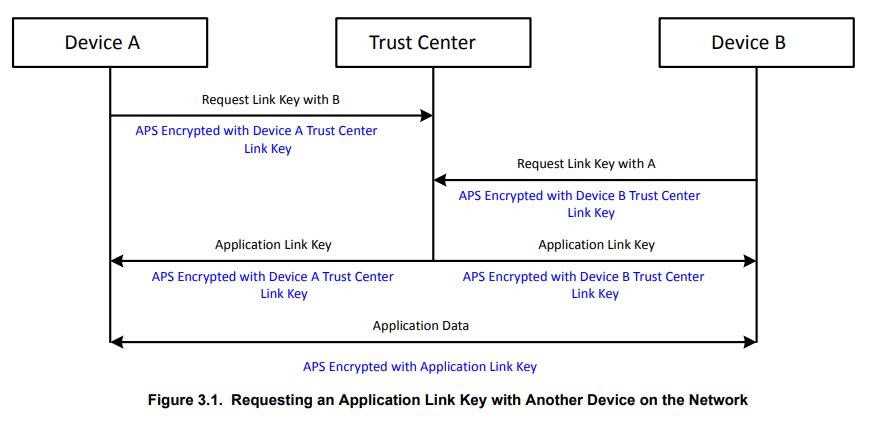 Device A
Trust Center
Device B
Request Link Key with B
APS Encrypted with Device A Trust Center
Link Key
Request Link Key with A
APS Encrypted with Device B Trust Center
Link Key
Application Link Key
Application Link Key
APS Encrypted with Device A Trust Center
Link Key
APS Encrypted with Device B Trust Center
Link Key
Application Data
APS Encrypted with Application Link Key
Figure 3.1. Requesting an Application Link Key with Another Device on the Network